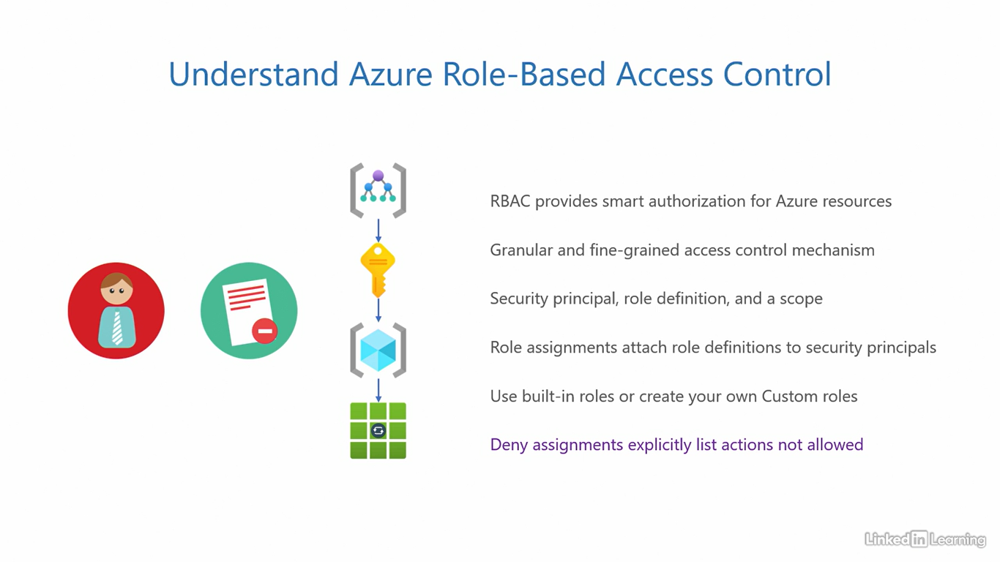 Understand Azure Role-Based Access Control
RBAC provides smart authorization for Azure resources
Granular and fine-grained access control mechanism
Security principal, role definition, and a scope
Role assignments attach role definitions to security principals
Use built-in roles or create your own Custom roles
Deny assignments explicitly list actions not allowed
Linked in Learning